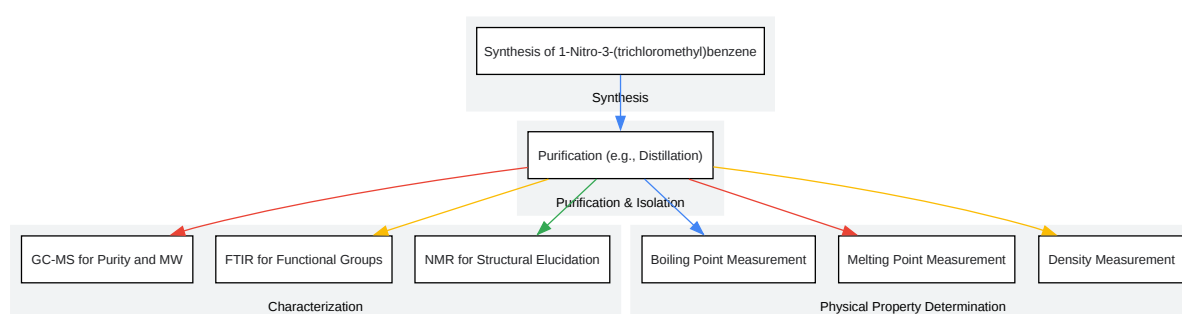 Synthesis of 1-Nitro-3-(trichloromethyl)benzene
Synthesis
Purification (e.g., Distillation)
Purification & Isolation
GC-MS for Purity and MW
FTIR for Functional Groups
NMR for Structural Elucidation
Boiling Point Measurement
Melting Point Measurement
Density Measurement
Characterization
Physical Property Determination